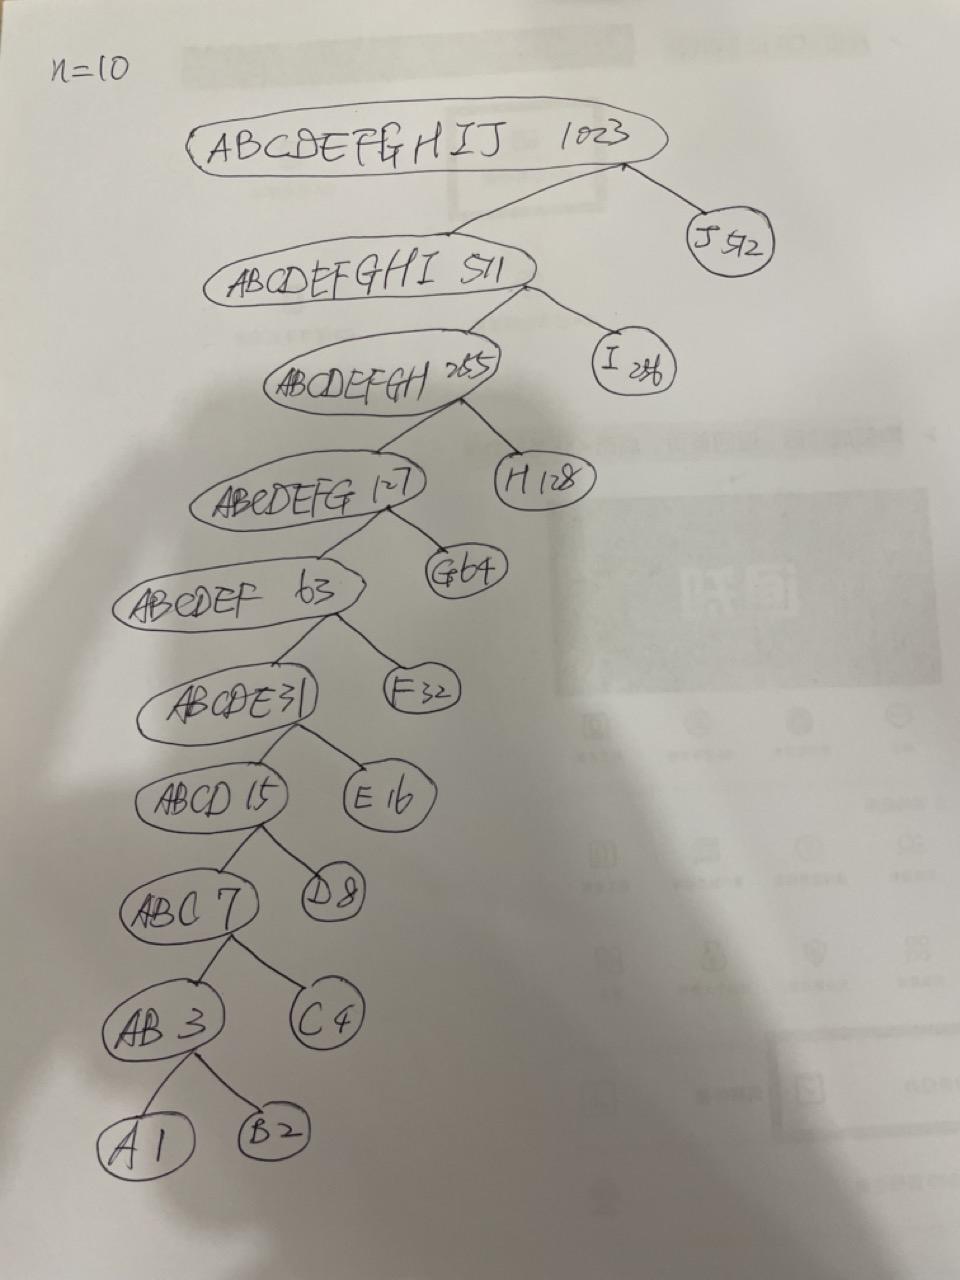 n=10
ABCDEFGHIJ 1023
J 512
ABCDEFGHI 511
I 256
ABCDEFGH 255
H 128
ABCDEFG 127
G 64
ABCDEF 63
F 32
ABCDE 31
E 16
ABCD 15
D 8
ABC 7
C 4
AB 3
A 1
B 2